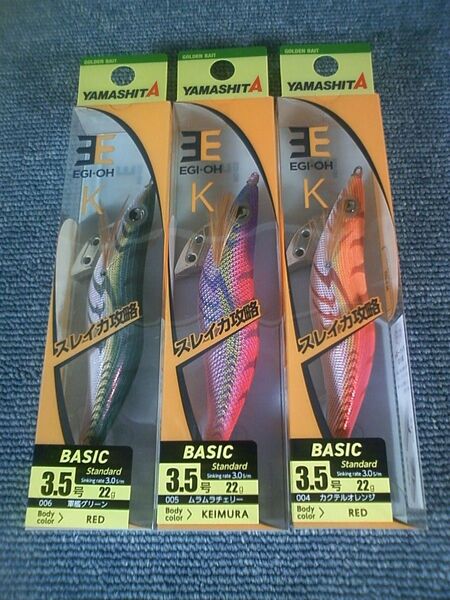 GOLDEN BAIT
YAMASHITA
EGI-OH
K
スレイカ攻略
BASIC
Standard
Sinking rate 3.0 s/m
3.5号 22g
006 軍艦グリーン
Body color > RED
GOLDEN BAIT
YAMASHITA
EGI-OH
K
スレイカ攻略
BASIC
Standard
Sinking rate 3.0 s/m
3.5号 22g
005 ムラムラチェリー
Body color > KEIMURA
GOLDEN BAIT
YAMASHITA
EGI-OH
K
スレイカ攻略
BASIC
Standard
Sinking rate 3.0 s/m
3.5号 22g
004 カクテルオレンジ
Body color > RED